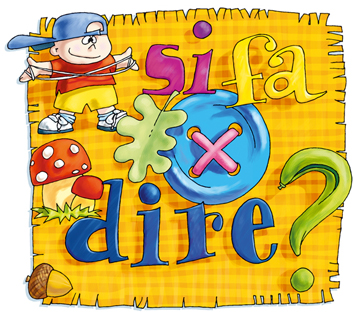 si fa
x
dire?